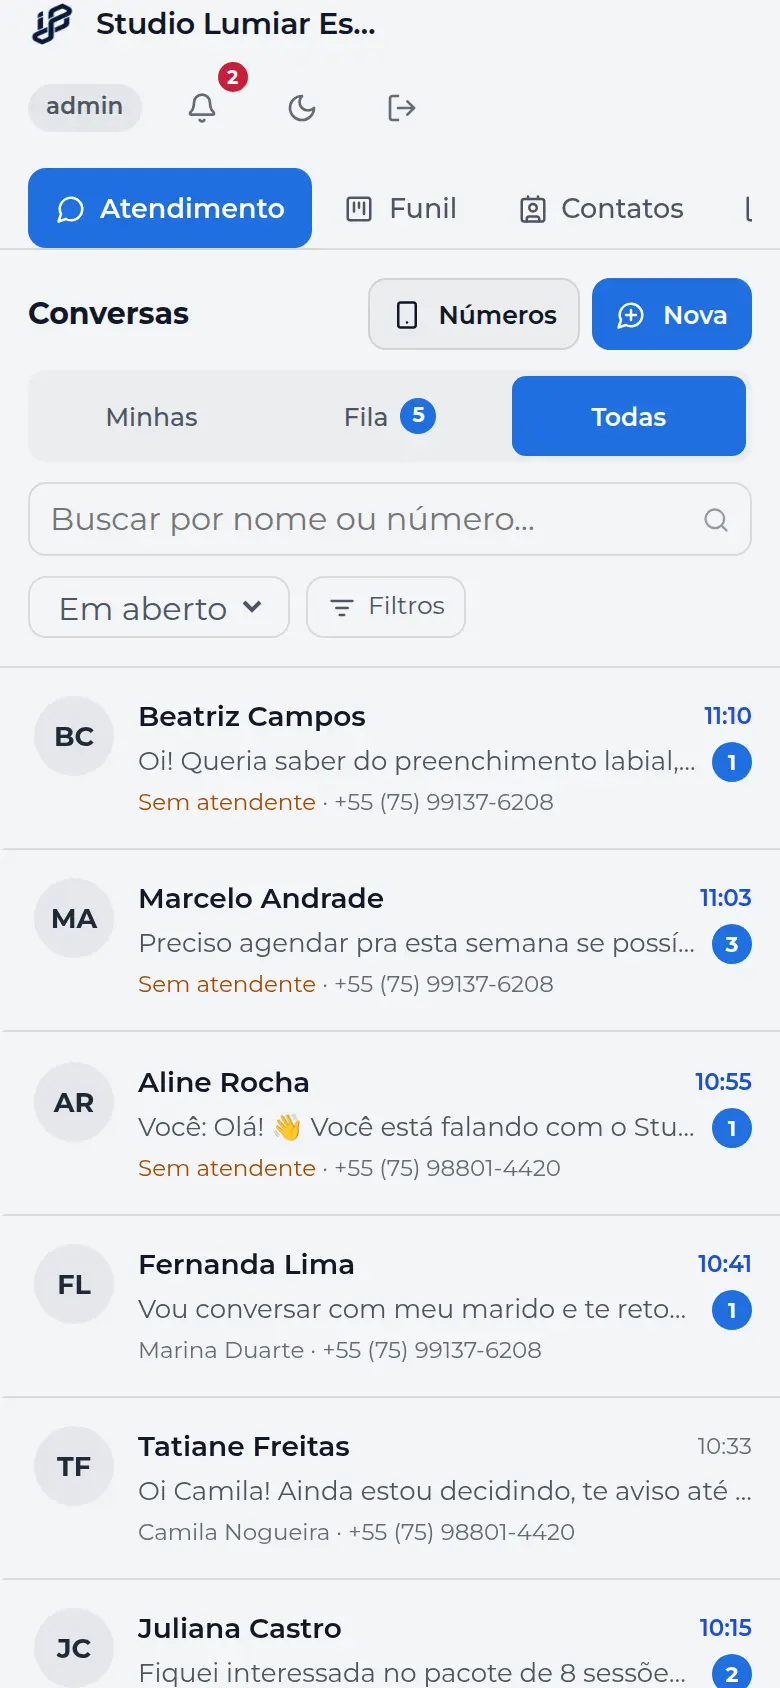 Studio Lumiar Es...
admin
2
Atendimento
Funil
Contatos
Conversas
Números
Nova
Minhas
Fila 5
Todas
Buscar por nome ou número...
Em aberto
Filtros
BC
Beatriz Campos 11:10
Oi! Queria saber do preenchimento labial,... 1
Sem atendente · +55 (75) 99137-6208
MA
Marcelo Andrade 11:03
Preciso agendar pra esta semana se possí... 3
Sem atendente · +55 (75) 99137-6208
AR
Aline Rocha 10:55
Você: Olá! 👋 Você está falando com o Stu... 1
Sem atendente · +55 (75) 98801-4420
FL
Fernanda Lima 10:41
Vou conversar com meu marido e te reto... 1
Marina Duarte · +55 (75) 99137-6208
TF
Tatiane Freitas 10:33
Oi Camila! Ainda estou decidindo, te aviso até ...
Camila Nogueira · +55 (75) 98801-4420
JC
Juliana Castro 10:15
Fiquei interessada no pacote de 8 sessõe... 2